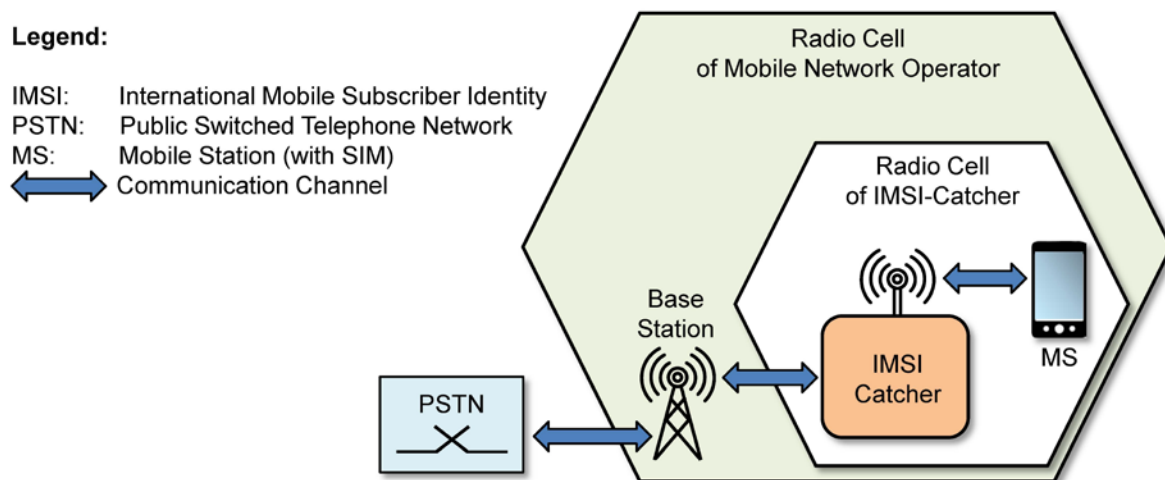 Legend:
IMSI: International Mobile Subscriber Identity
PSTN: Public Switched Telephone Network
MS: Mobile Station (with SIM)
Communication Channel
Radio Cell
of Mobile Network Operator
Radio Cell
of IMSI-Catcher
Base
Station
MS
IMSI
Catcher
PSTN